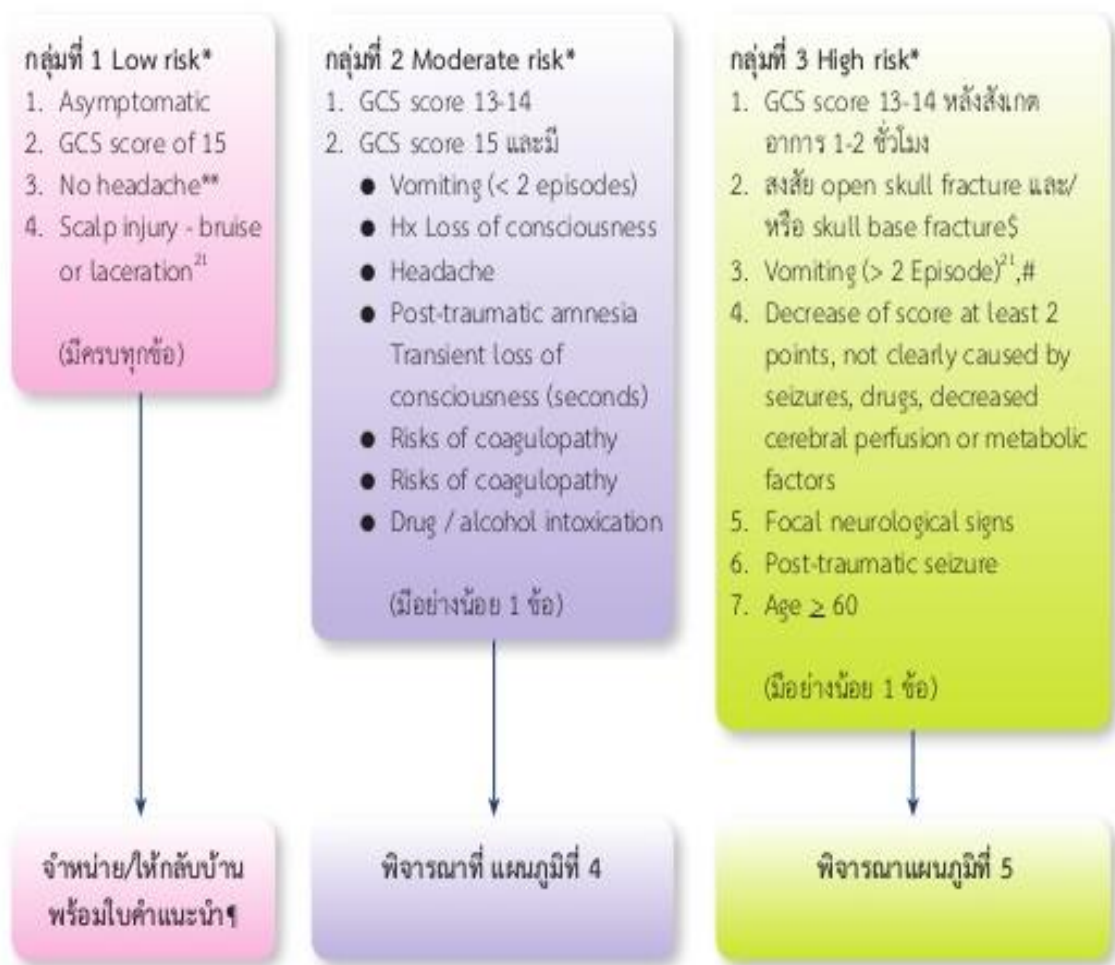 กลุ่มที่ 1 Low risk*
1. Asymptomatic
2. GCS score of 15
3. No headache**
4. Scalp injury - bruise
or laceration²¹
(มีครบทุกข้อ)
จำหน่าย/ให้กลับบ้าน
พร้อมใบคำแนะนำ¶
กลุ่มที่ 2 Moderate risk*
1. GCS score 13-14
2. GCS score 15 และมี
● Vomiting (< 2 episodes)
● Hx Loss of consciousness
● Headache
● Post-traumatic amnesia
Transient loss of
consciousness (seconds)
● Risks of coagulopathy
● Risks of coagulopathy
● Drug / alcohol intoxication
(มีอย่างน้อย 1 ข้อ)
พิจารณาที่ แผนภูมิที่ 4
กลุ่มที่ 3 High risk*
1. GCS score 13-14 หลังสังเกต
อาการ 1-2 ชั่วโมง
2. สงสัย open skull fracture และ/
หรือ skull base fracture$
3. Vomiting (> 2 Episode)²¹,#
4. Decrease of score at least 2
points, not clearly caused by
seizures, drugs, decreased
cerebral perfusion or metabolic
factors
5. Focal neurological signs
6. Post-traumatic seizure
7. Age ≥ 60
(มีอย่างน้อย 1 ข้อ)
พิจารณาแผนภูมิที่ 5